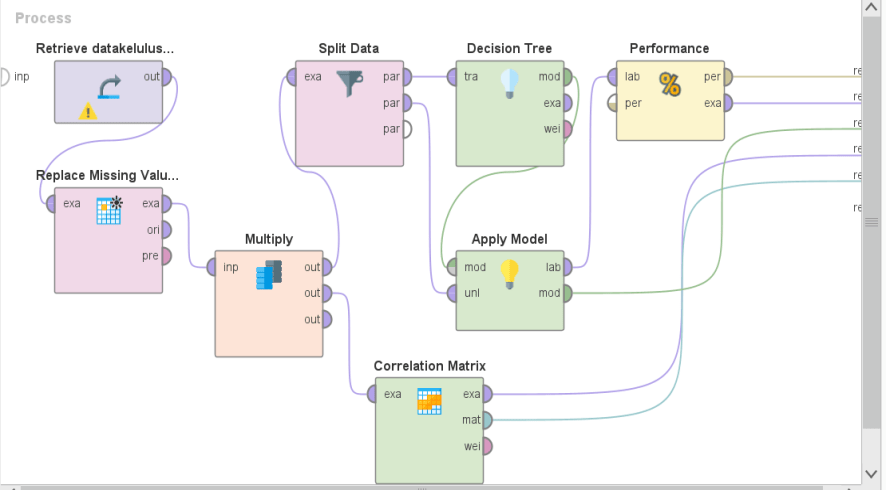 Process
Retrieve datakelulus...
inp
out
Split Data
exa
par
par
par
Decision Tree
tra
mod
exa
wei
Performance
lab
per
%
per
exa
re
re
re
re
re
re
Replace Missing Valu...
exa
exa
ori
pre
Multiply
inp
out
out
out
Apply Model
mod
lab
unl
mod
Correlation Matrix
exa
exa
mat
wei